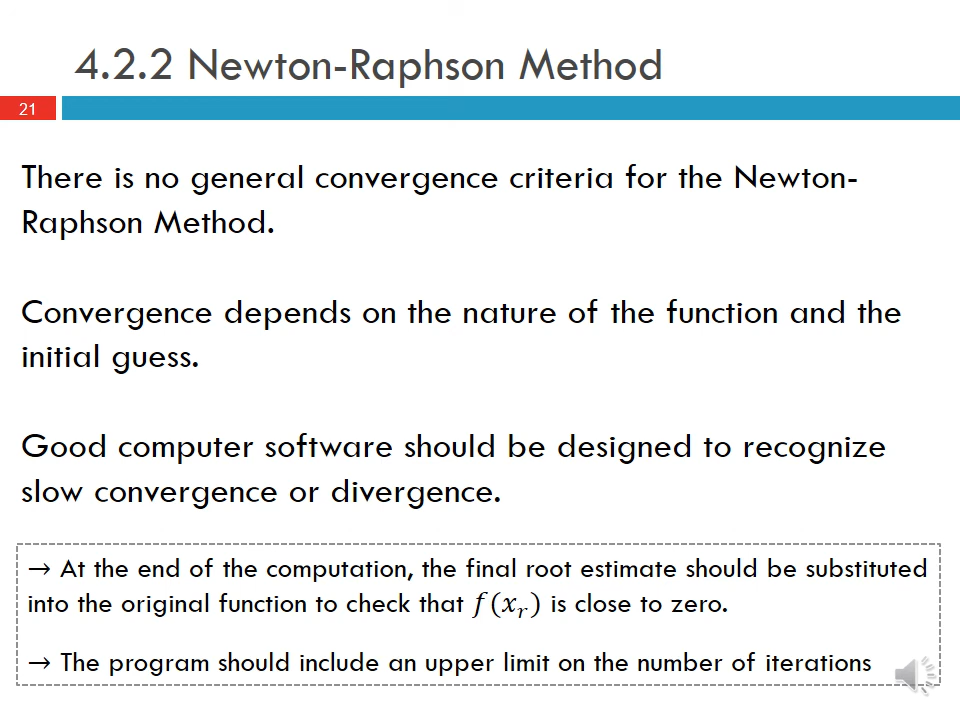 4.2.2 Newton-Raphson Method
21
There is no general convergence criteria for the Newton-
Raphson Method.
Convergence depends on the nature of the function and the
initial guess.
Good computer software should be designed to recognize
slow convergence or divergence.
→ At the end of the computation, the final root estimate should be substituted
into the original function to check that f(xᵣ) is close to zero.
→ The program should include an upper limit on the number of iterations